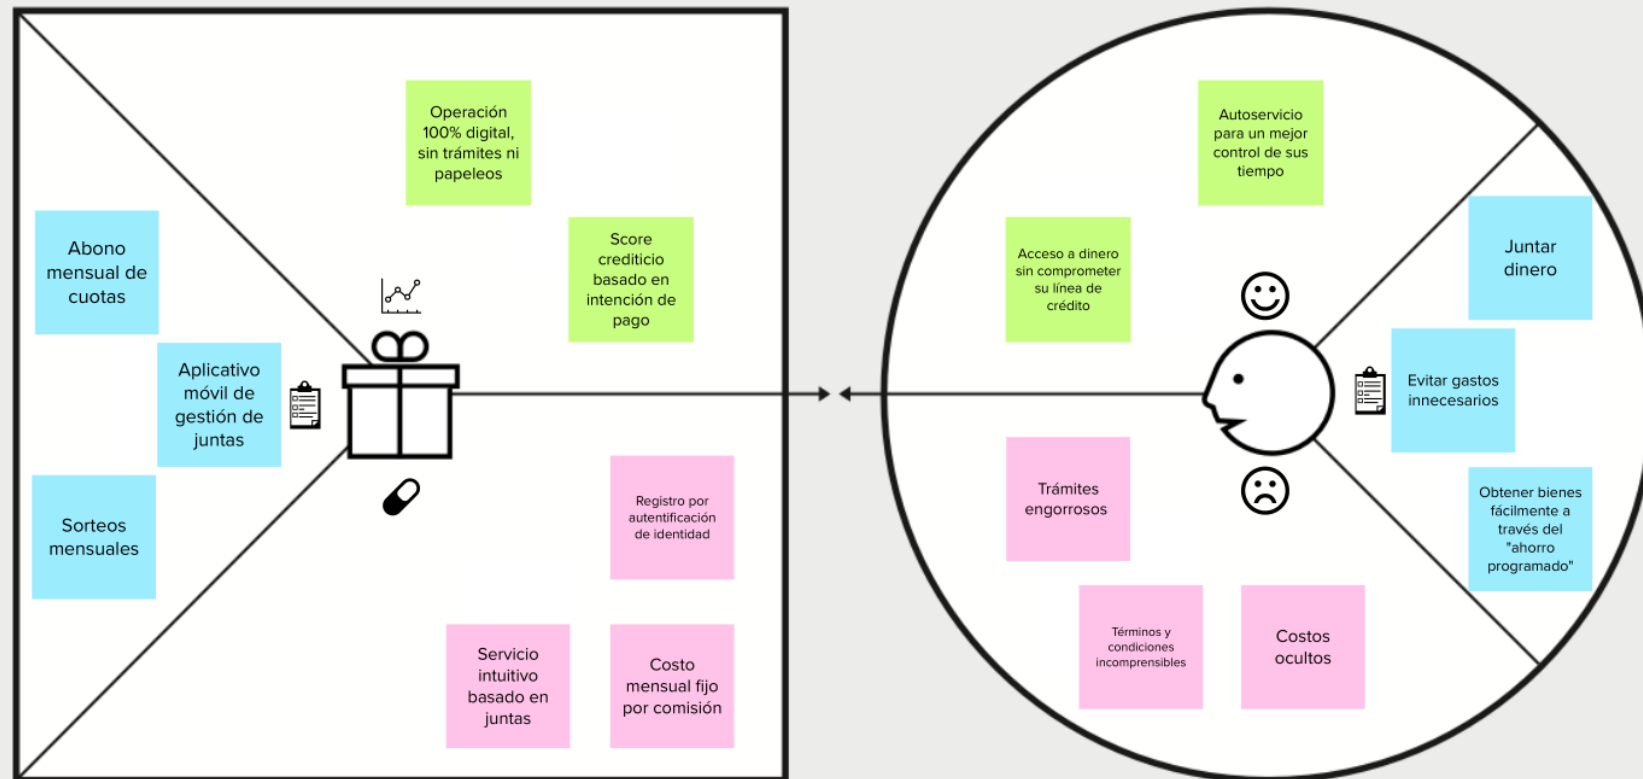 Operación
100% digital,
sin trámites ni
papeleos
Score
crediticio
basado en
intención de
pago
Abono
mensual de
cuotas
Aplicativo
móvil de
gestión de
juntas
Sorteos
mensuales
Registro por
autentificación
de identidad
Servicio
intuitivo
basado en
juntas
Costo
mensual fijo
por comisión
Autoservicio
para un mejor
control de sus
tiempo
Acceso a dinero
sin comprometer
su línea de
crédito
Juntar
dinero
Evitar gastos
innecesarios
Obtener bienes
fácilmente a
través del
"ahorro
programado"
Trámites
engorrosos
Términos y
condiciones
incomprensibles
Costos
ocultos